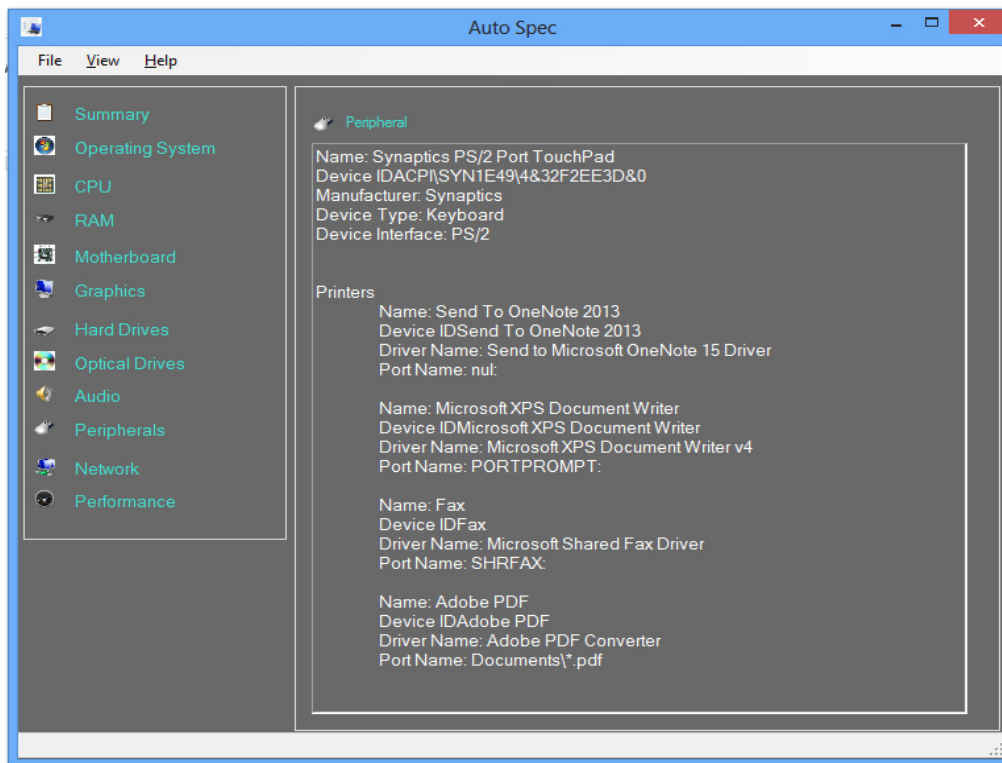 Auto Spec
File View Help
Summary
Operating System
CPU
RAM
Motherboard
Graphics
Hard Drives
Optical Drives
Audio
Peripherals
Network
Performance
Peripheral
Name: Synaptics PS/2 Port TouchPad
Device IDACPI\SYN1E49\4&32F2EE3D&0
Manufacturer: Synaptics
Device Type: Keyboard
Device Interface: PS/2
Printers
Name: Send To OneNote 2013
Device IDSend To OneNote 2013
Driver Name: Send to Microsoft OneNote 15 Driver
Port Name: nul:
Name: Microsoft XPS Document Writer
Device IDMicrosoft XPS Document Writer
Driver Name: Microsoft XPS Document Writer v4
Port Name: PORTPROMPT:
Name: Fax
Device IDFax
Driver Name: Microsoft Shared Fax Driver
Port Name: SHRFAX:
Name: Adobe PDF
Device IDAdobe PDF
Driver Name: Adobe PDF Converter
Port Name: Documents\*.pdf